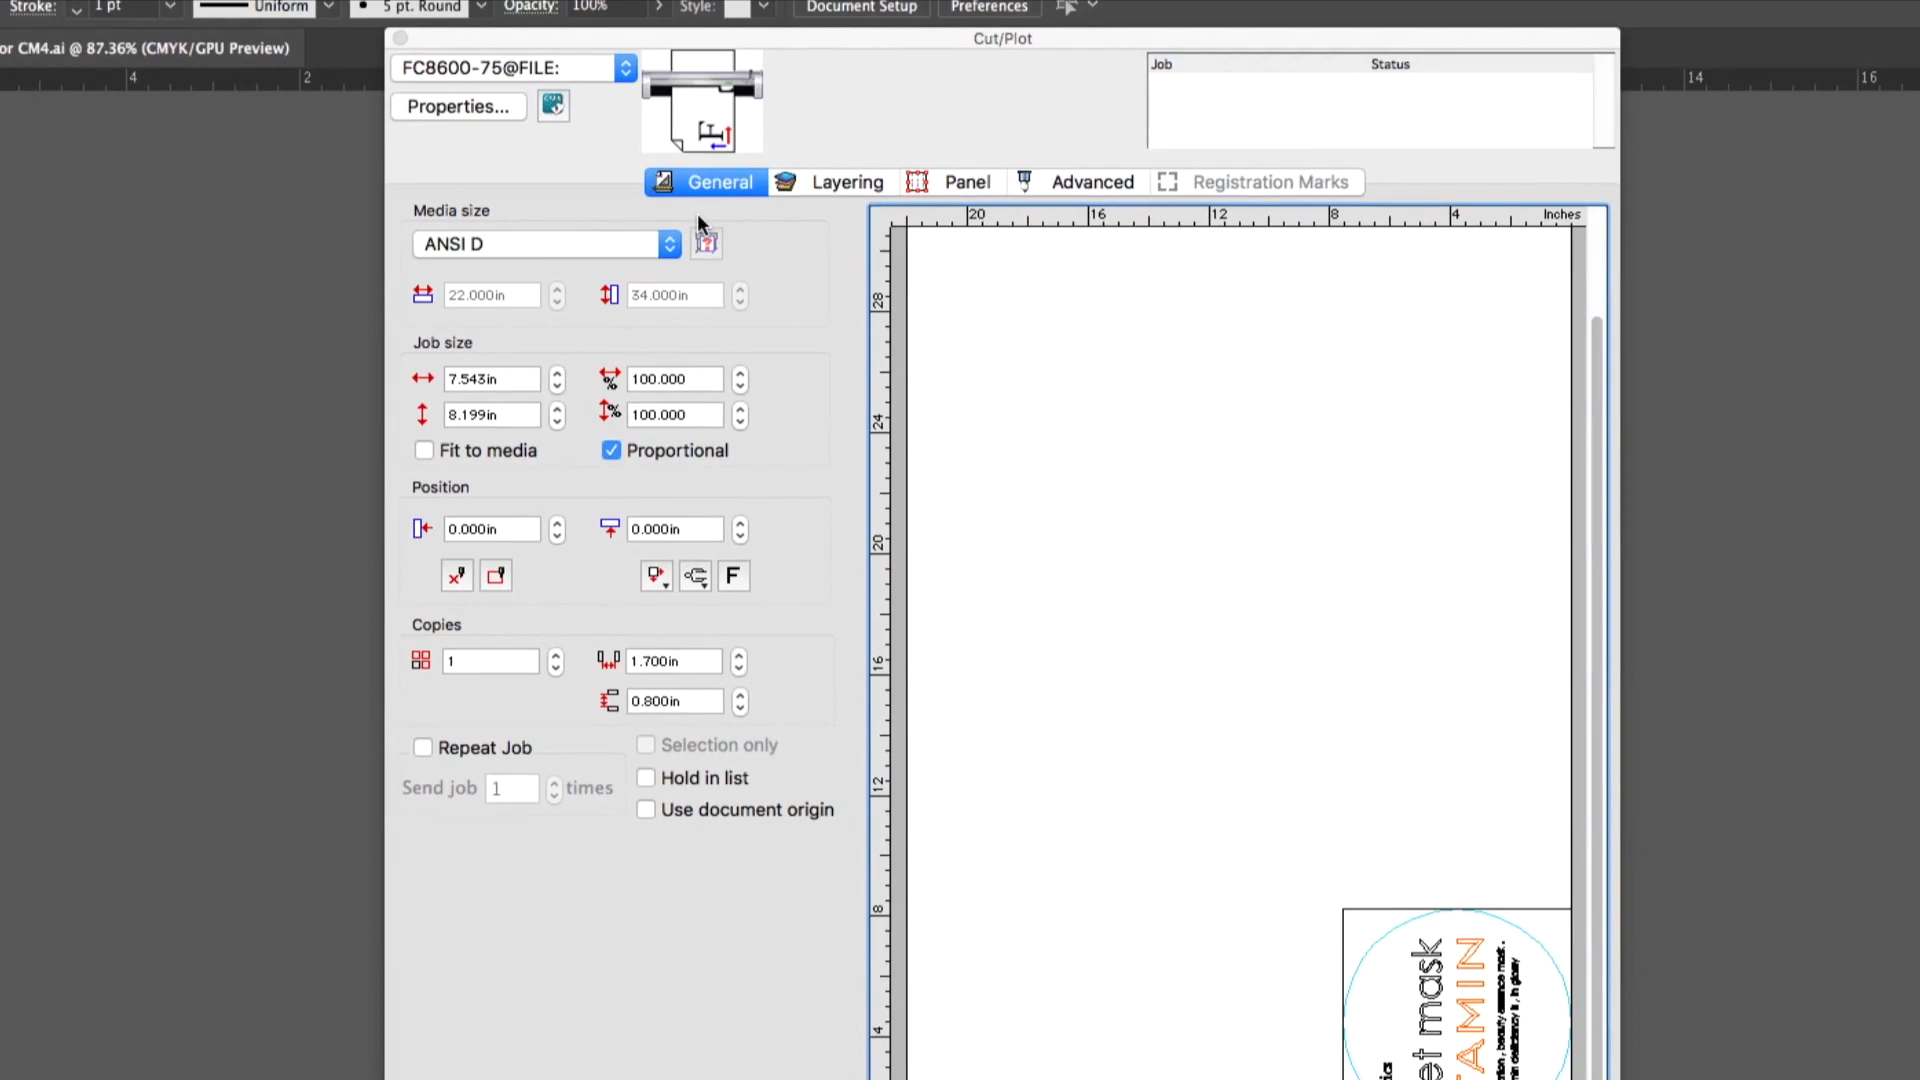 Stroke: 1 pt Uniform 5 pt. Round Opacity: 100% Style: Document Setup Preferences
or CM4.ai @ 87.36% (CMYK/GPU Preview)
4 2 14 16
Cut/Plot
FC8600-75@FILE:
Properties...
Job Status
General Layering Panel Advanced Registration Marks
Media size
ANSI D
22.000in 34.000in
Job size
7.543in 100.000
8.199in 100.000
Fit to media Proportional
Position
0.000in 0.000in
F
Copies
1 1.700in
0.800in
Repeat Job
Selection only
Send job 1 times
Hold in list
Use document origin
20 16 12 8 4 Inches
28
24
20
16
12
8
4
et mask
TAMIN